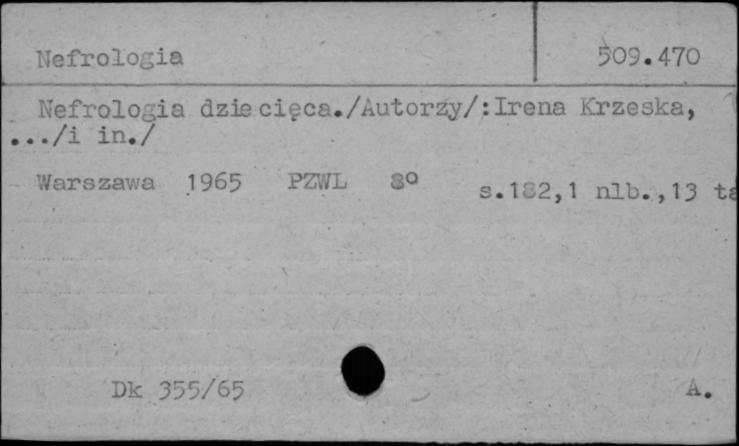 Nefrologia 509.470
Nefrologia dziecięca./Autorzy/:Irena Krzeska,
.../i in./
Warszawa 1965 PZWL 8° s.182,1 nlb.,13
Dk 355/65 A.